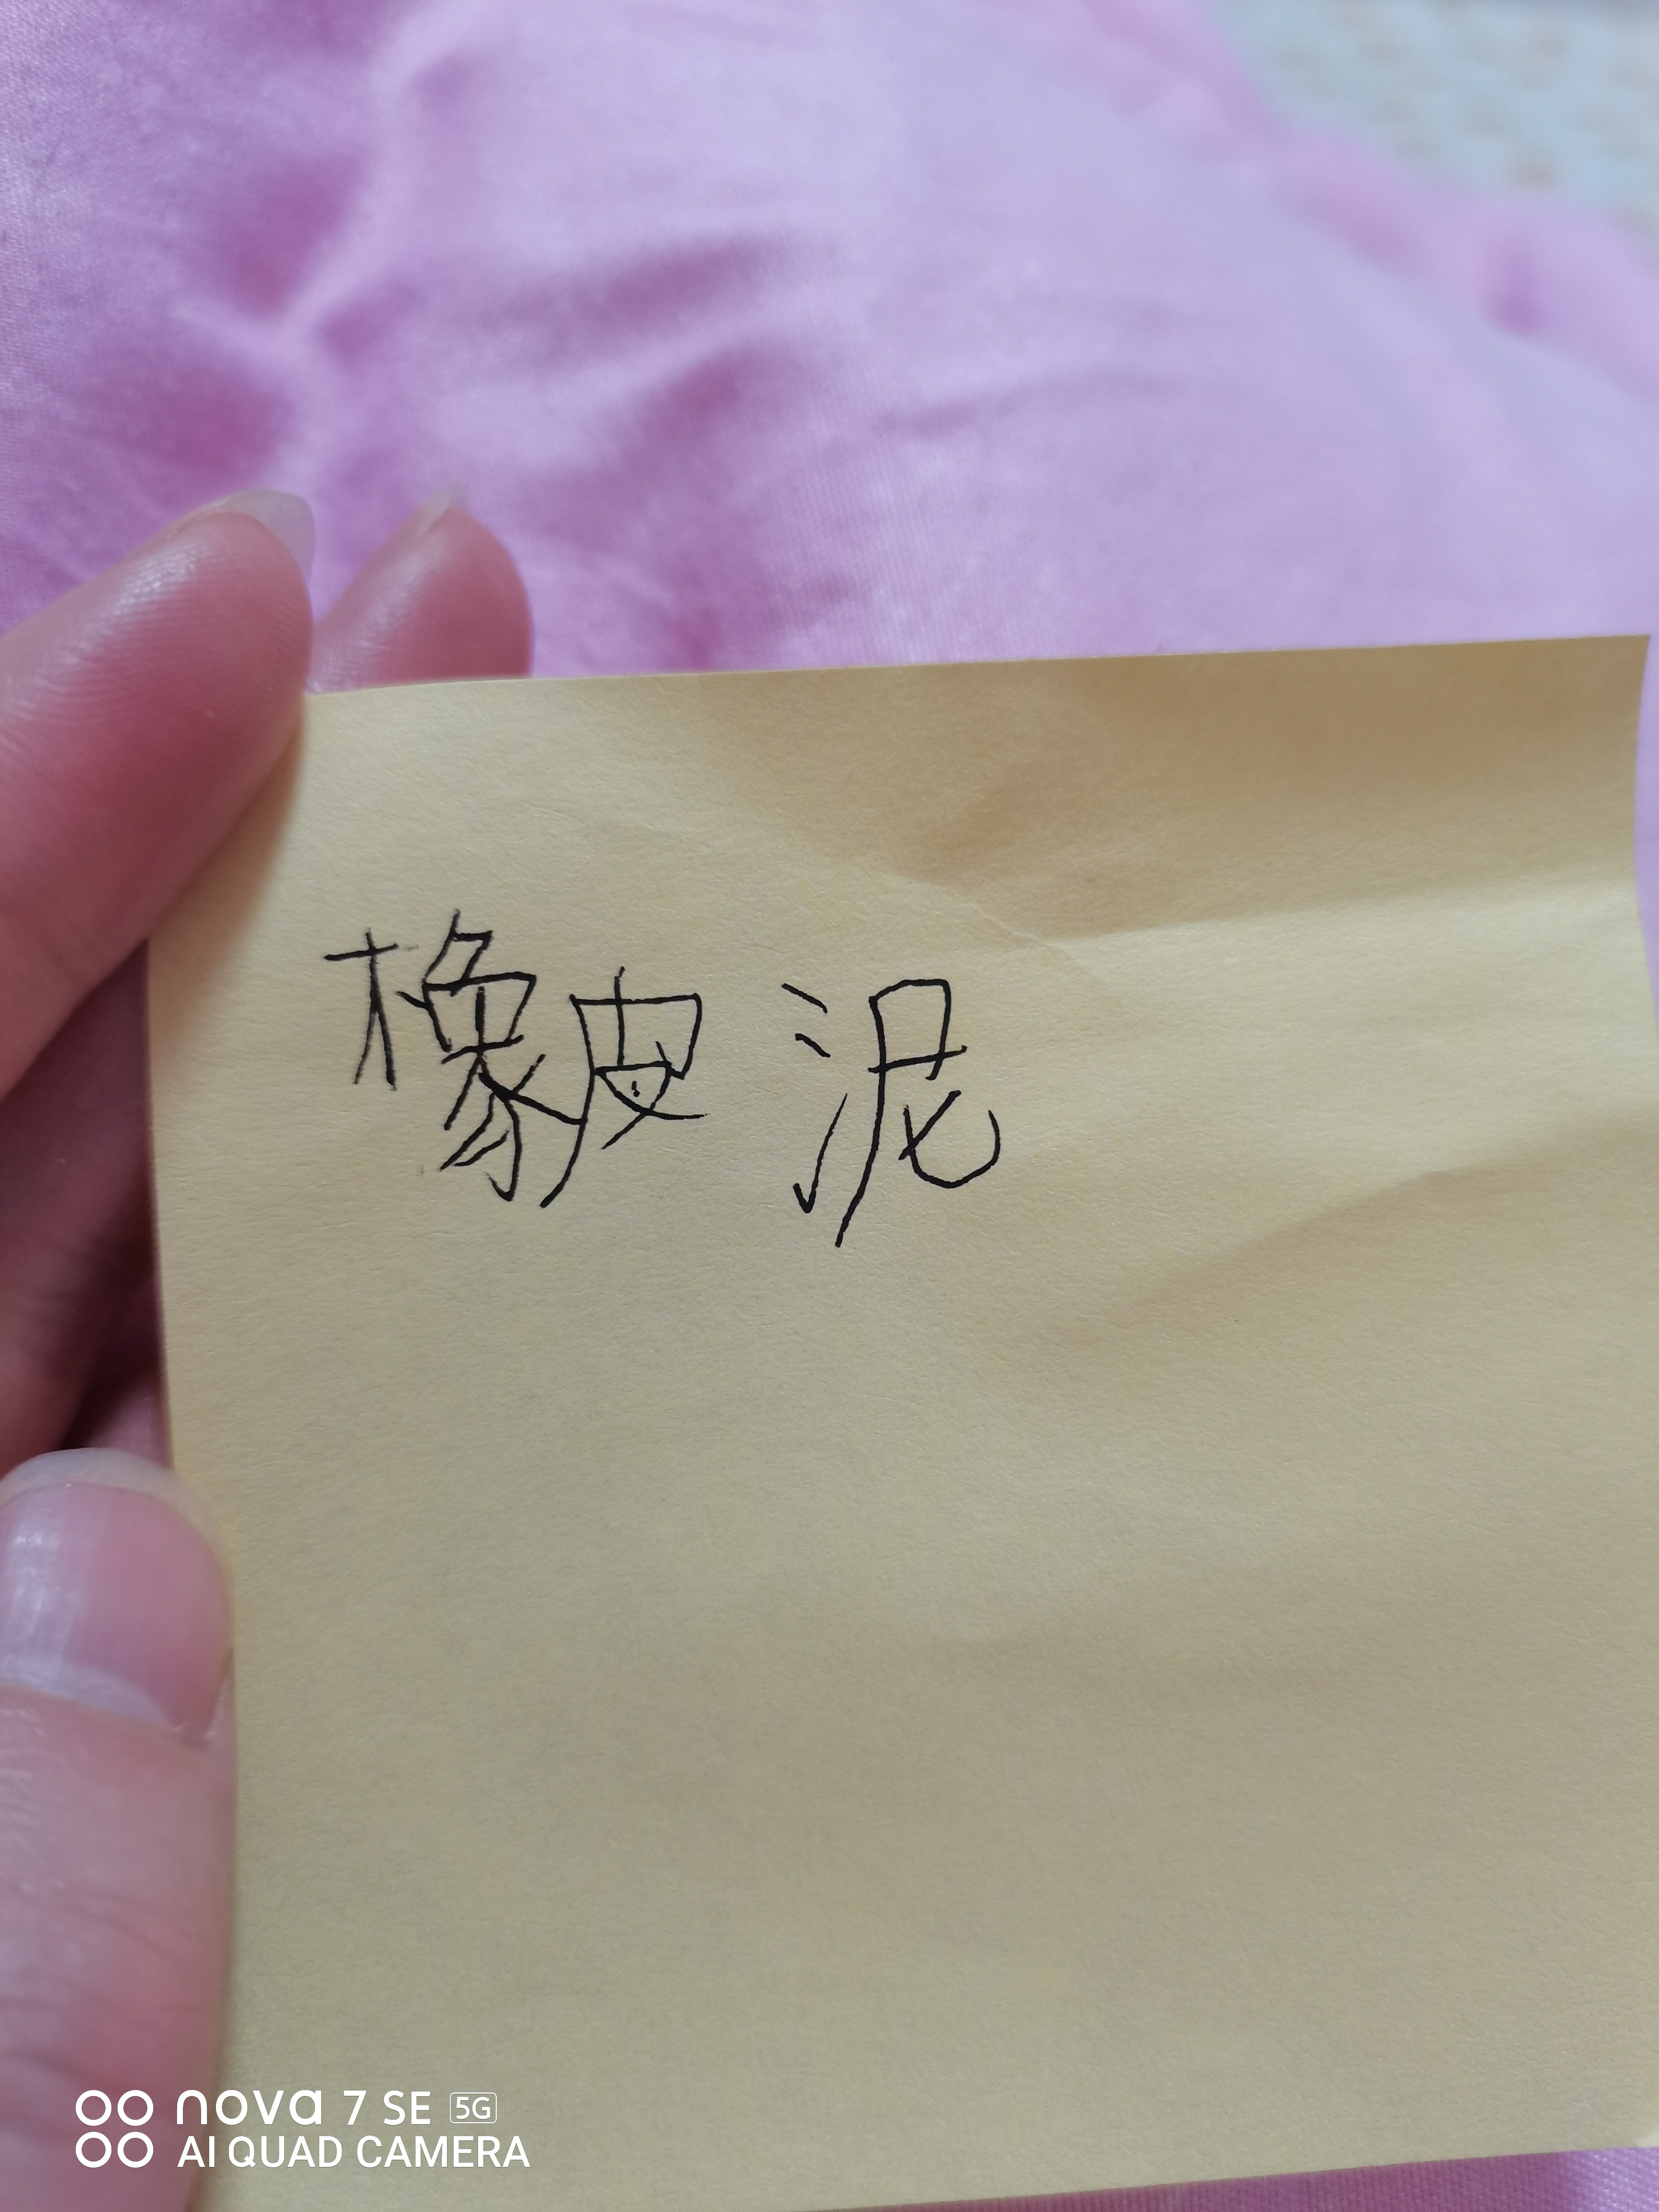 橡皮泥
nova 7 SE 5G
AI QUAD CAMERA